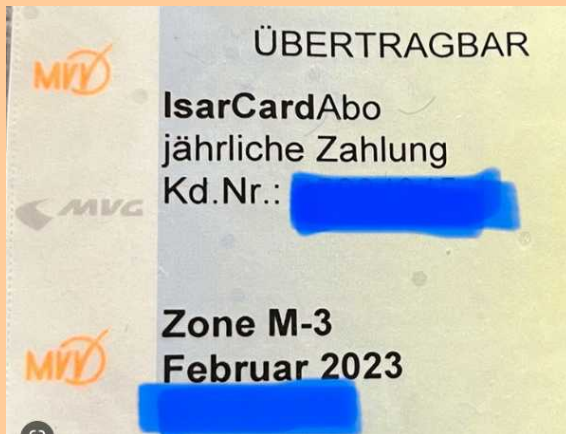 ÜBERTRAGBAR
MVV
IsarCardAbo
jährliche Zahlung
MVG
Kd.Nr.:
Zone M-3
MVV
Februar 2023